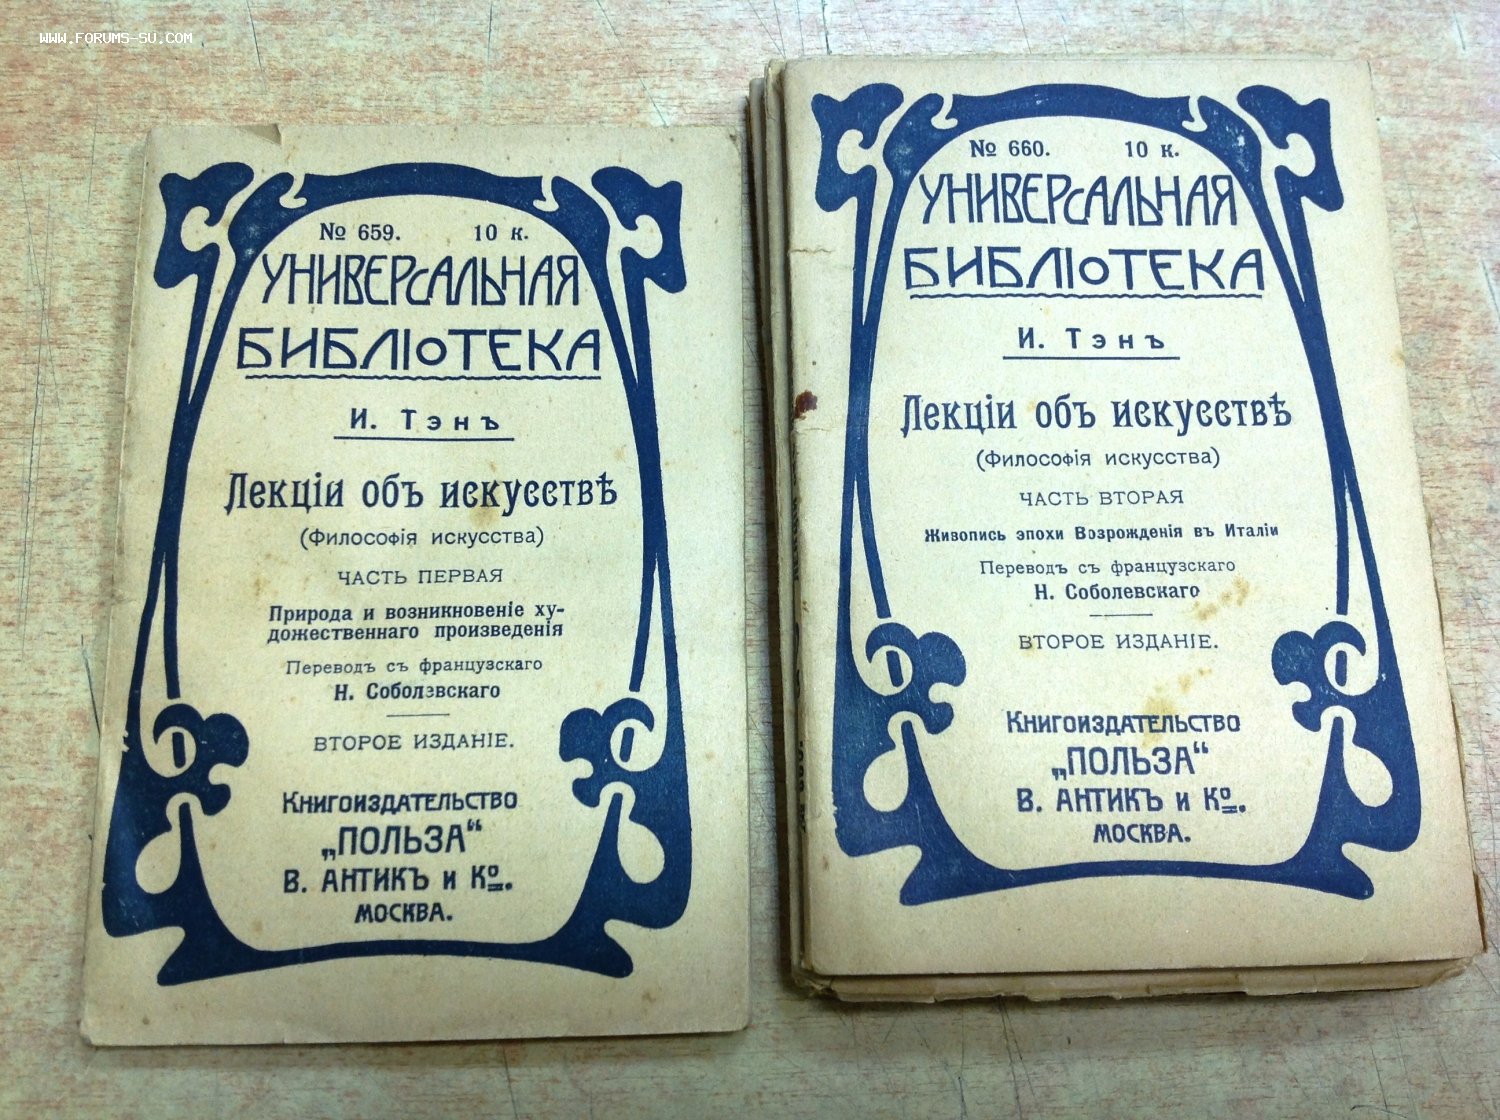 WWW.FORUMS-SU.COM
№ 659. 10 к.
УНИВЕРСАЛЬНАЯ
БИБЛІОТЕКА
И. Тэнъ
Лекціи объ искусствѣ
(Философія искусства)
ЧАСТЬ ПЕРВАЯ
Природа и возникновеніе ху-
дожественнаго произведенія
Переводъ съ французскаго
Н. Соболевскаго
ВТОРОЕ ИЗДАНІЕ.
Книгоиздательство
„ПОЛЬЗА“
В. АНТИКЪ и Ко.
МОСКВА.
№ 660. 10 к.
УНИВЕРСАЛЬНАЯ
БИБЛІОТЕКА
И. Тэнъ
Лекціи объ искусствѣ
(Философія искусства)
ЧАСТЬ ВТОРАЯ
Живопись эпохи Возрожденія въ Италіи
Переводъ съ французскаго
Н. Соболевскаго
ВТОРОЕ ИЗДАНІЕ.
Книгоиздательство
„ПОЛЬЗА“
В. АНТИКЪ и Ко.
МОСКВА.